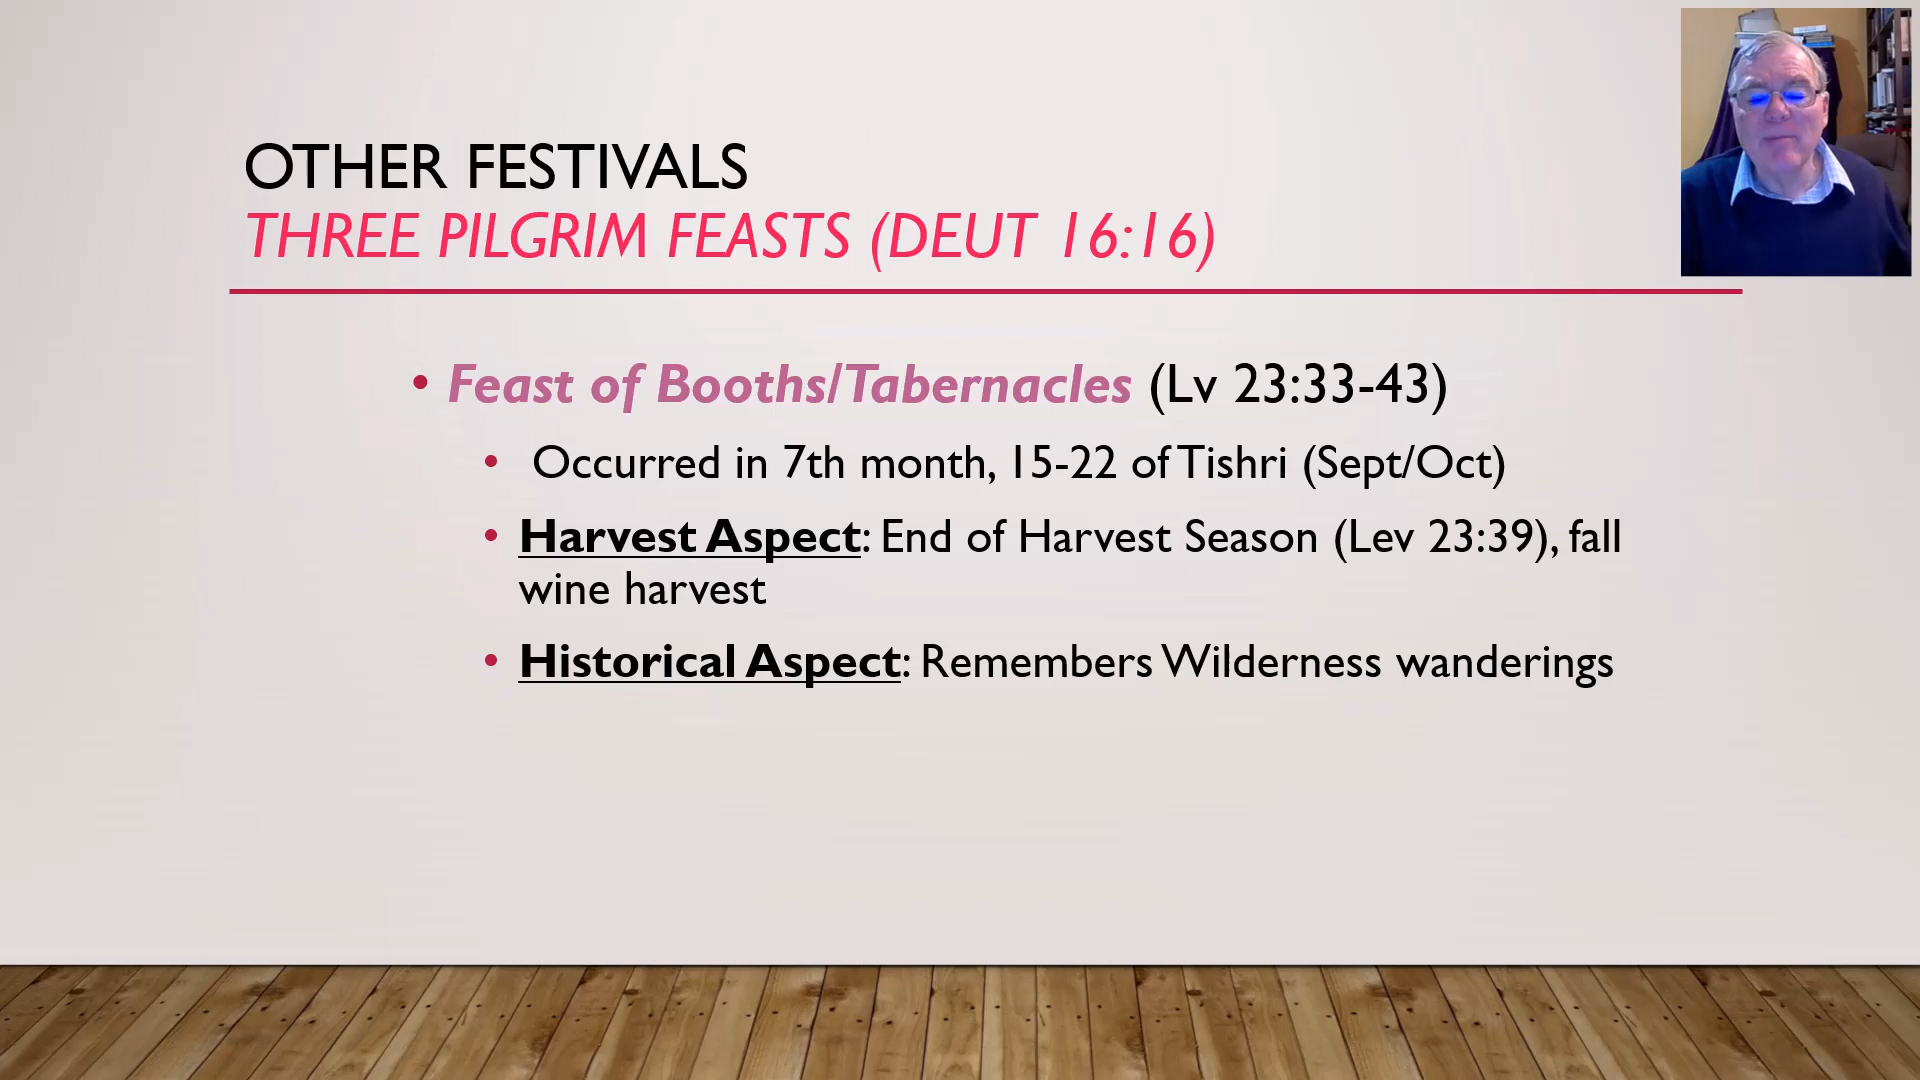 OTHER FESTIVALS
THREE PILGRIM FEASTS (DEUT 16:16)
• Feast of Booths/Tabernacles (Lv 23:33-43)
• Occurred in 7th month, 15-22 of Tishri (Sept/Oct)
• Harvest Aspect: End of Harvest Season (Lev 23:39), fall
wine harvest
• Historical Aspect: Remembers Wilderness wanderings